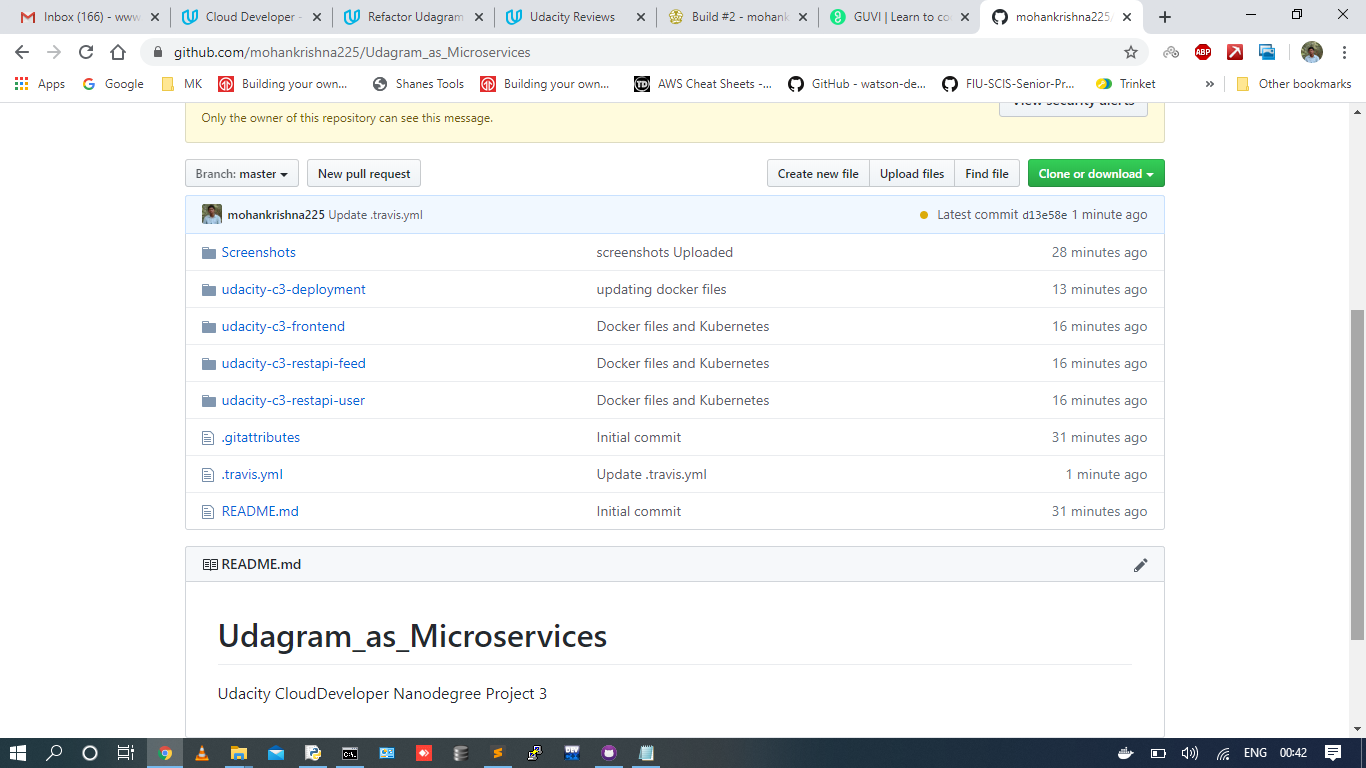 Inbox (166) - www
Cloud Developer -
Refactor Udagram
Udacity Reviews
Build #2 - mohank
GUVI | Learn to co
mohankrishna225/
github.com/mohankrishna225/Udagram_as_Microservices
ABP
Apps
Google
MK
Building your own...
Shanes Tools
Building your own...
TD
AWS Cheat Sheets -...
GitHub - watson-de...
FIU-SCIS-Senior-Pr...
Trinket
»
Other bookmarks
View security alerts
Only the owner of this repository can see this message.
Branch: master
New pull request
Create new file
Upload files
Find file
Clone or download
mohankrishna225 Update .travis.yml
Latest commit d13e58e 1 minute ago
Screenshots screenshots Uploaded 28 minutes ago
udacity-c3-deployment updating docker files 13 minutes ago
udacity-c3-frontend Docker files and Kubernetes 16 minutes ago
udacity-c3-restapi-feed Docker files and Kubernetes 16 minutes ago
udacity-c3-restapi-user Docker files and Kubernetes 16 minutes ago
.gitattributes Initial commit 31 minutes ago
.travis.yml Update .travis.yml 1 minute ago
README.md Initial commit 31 minutes ago
README.md
Udagram_as_Microservices
Udacity CloudDeveloper Nanodegree Project 3
ENG
00:42